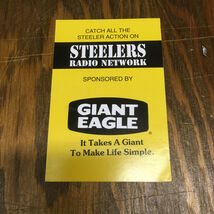 CATCH ALL THE
STEELER ACTION ON
STEELERS
RADIO NETWORK
SPONSORED BY
GIANT
EAGLE
It Takes A Giant
To Make Life Simple.